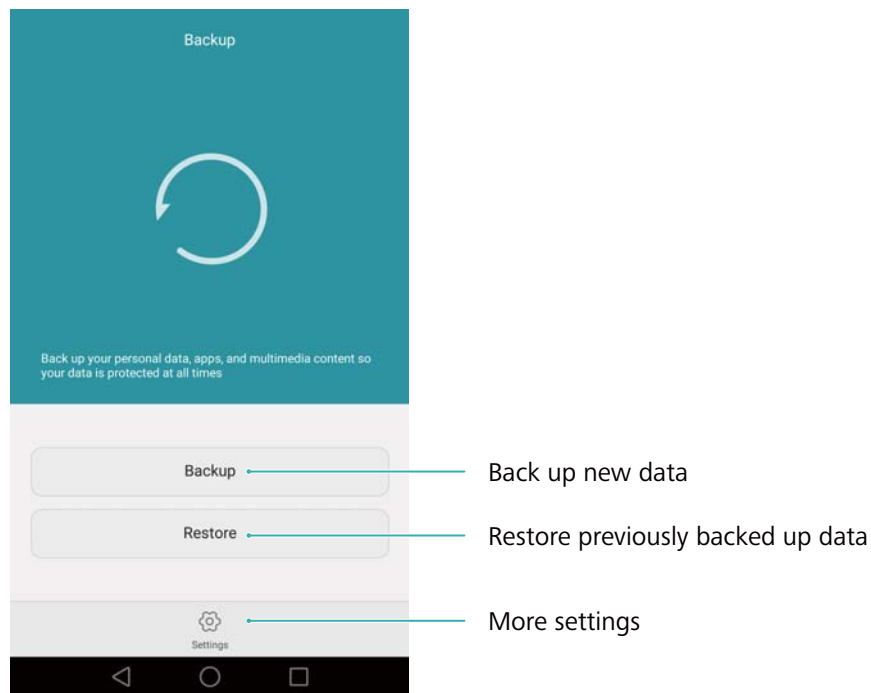 Backup
Back up your personal data, apps, and multimedia content so
your data is protected at all times
Backup
Back up new data
Restore
Restore previously backed up data
Settings
More settings